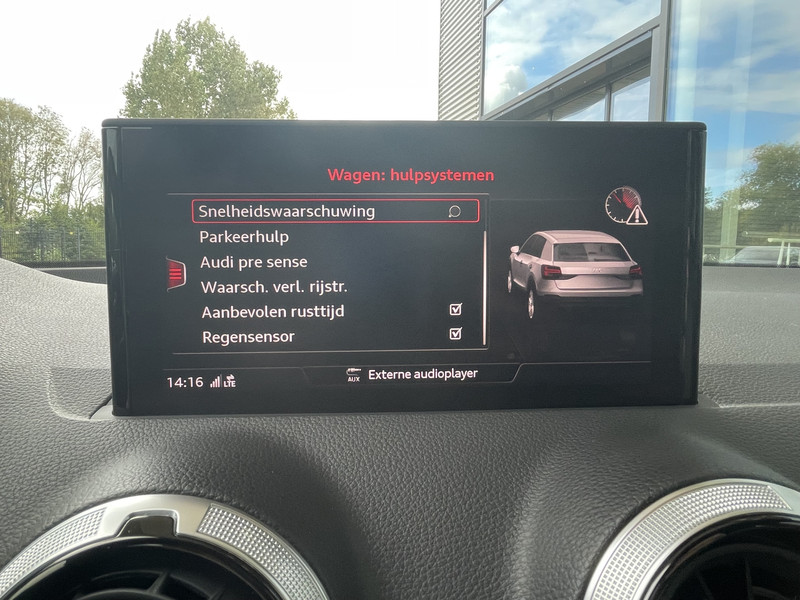 Wagen: hulpsystemen
Snelheidswaarschuwing
Parkeerhulp
Audi pre sense
Waarsch. verl. rijstr.
Aanbevolen rusttijd
Regensensor
14:16 LTE AUX Externe audioplayer